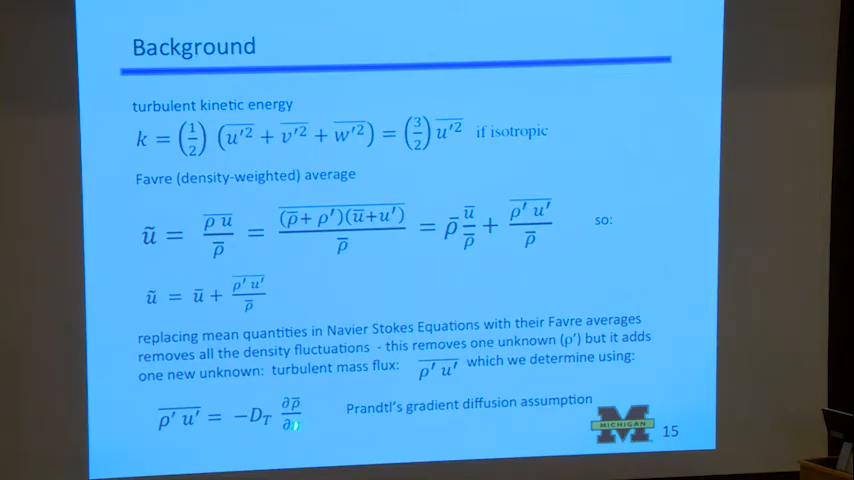 Background
turbulent kinetic energy
k = (1/2) (u'² + v'² + w'²) = (3/2) u'² if isotropic
Favre (density-weighted) average
ũ = ρ u / ρ̄ = (ρ̄ + ρ')(ū+u') / ρ̄ = ρ̄ ū/ρ̄ + ρ' u' / ρ̄ so:
ũ = ū + ρ' u' / ρ̄
replacing mean quantities in Navier Stokes Equations with their Favre averages
removes all the density fluctuations - this removes one unknown (ρ') but it adds
one new unknown: turbulent mass flux: ρ' u' which we determine using:
ρ' u' = −D_T ∂ρ̄/∂ Prandtl's gradient diffusion assumption
M
MICHIGAN
15